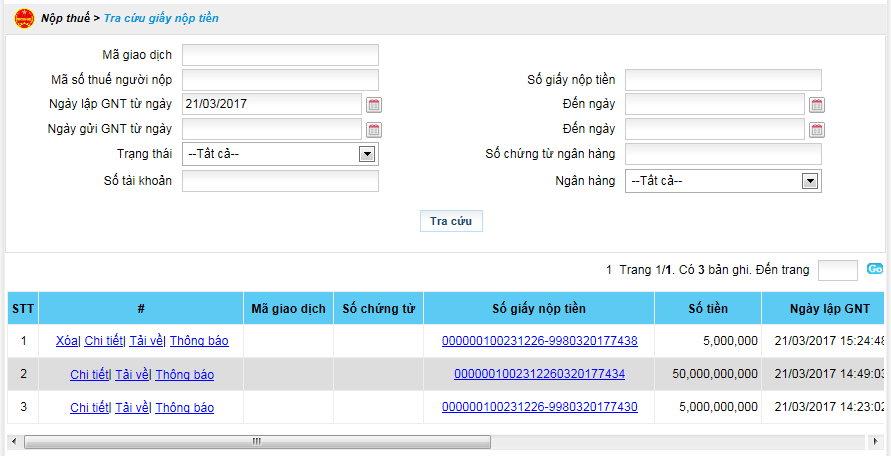 Nộp thuế > Tra cứu giấy nộp tiền
Mã giao dịch
Mã số thuế người nộp Số giấy nộp tiền
Ngày lập GNT từ ngày 21/03/2017 Đến ngày
Ngày gửi GNT từ ngày Đến ngày
Trạng thái --Tất cả-- Số chứng từ ngân hàng
Số tài khoản Ngân hàng --Tất cả--
Tra cứu
1 Trang 1/1. Có 3 bản ghi. Đến trang Go
STT # Mã giao dịch Số chứng từ Số giấy nộp tiền Số tiền Ngày lập GNT
1 Xóa| Chi tiết| Tải về| Thông báo 000000100231226-9980320177438 5,000,000 21/03/2017 15:24:48
2 Chi tiết| Tải về| Thông báo 0000001002312260320177434 50,000,000,000 21/03/2017 14:49:03
3 Chi tiết| Tải về| Thông báo 000000100231226-9980320177430 5,000,000,000 21/03/2017 14:23:02